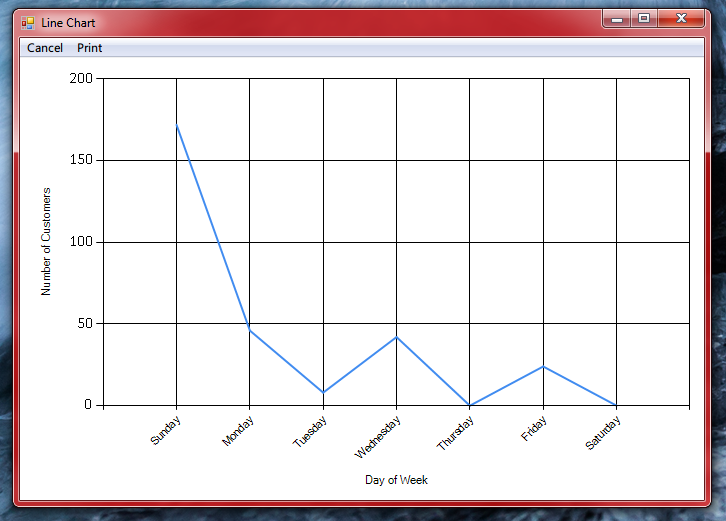 Line Chart
Cancel Print
200
150
100
50
0
Number of Customers
Sunday
Monday
Tuesday
Wednesday
Thursday
Friday
Saturday
Day of Week